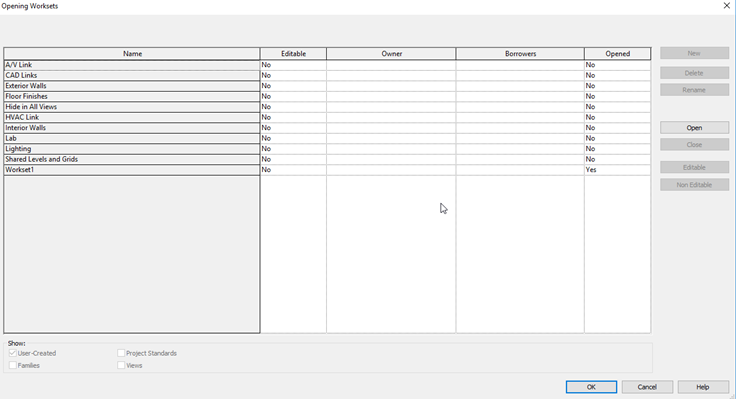 Opening Worksets
Name Editable Owner Borrowers Opened
A/V Link No No
CAD Links No No
Exterior Walls No No
Floor Finishes No No
Hide in All Views No No
HVAC Link No No
Interior Walls No No
Lab No No
Lighting No No
Shared Levels and Grids No No
Workset1 No Yes
New
Delete
Rename
Open
Close
Editable
Non Editable
Show:
User-Created Project Standards
Families Views
OK Cancel Help